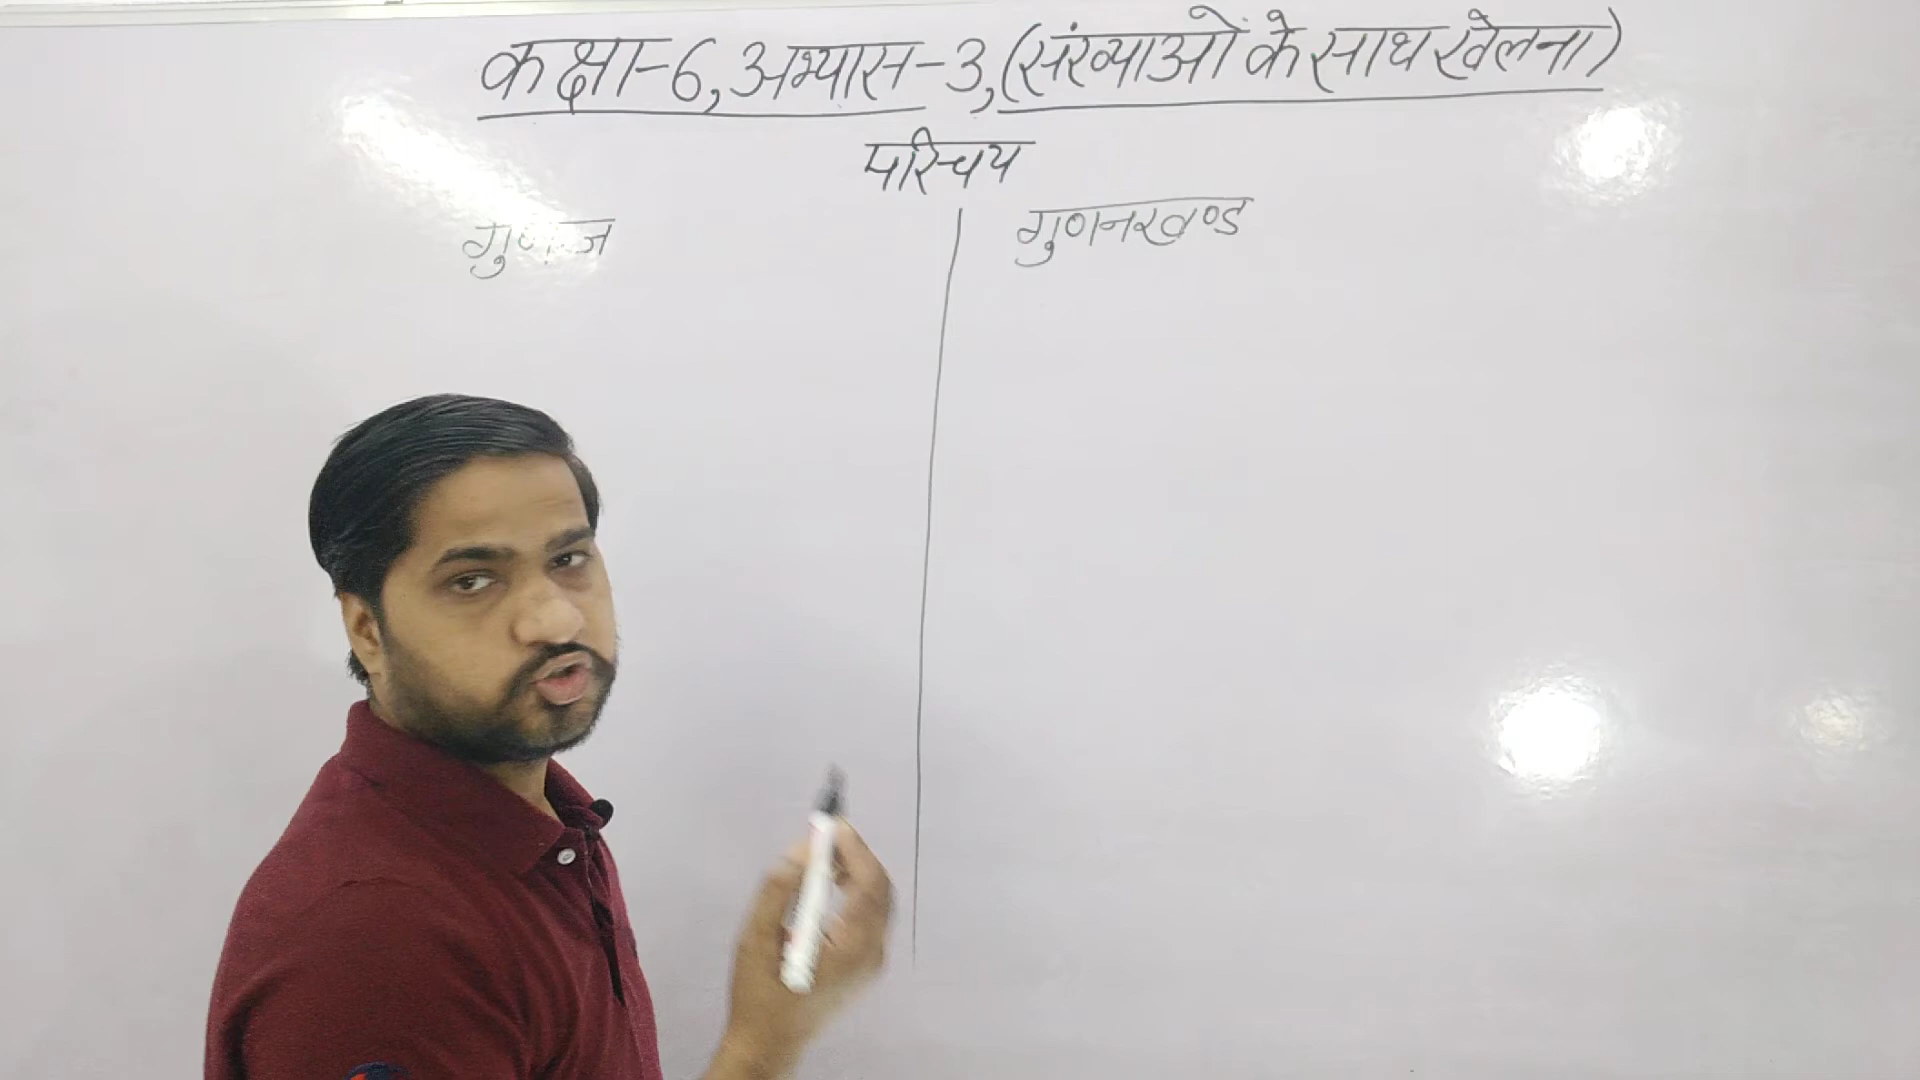 कक्षा-6, अभ्यास-3, (संख्याओं के साथ खेलना)
परिचय
गुणनखण्ड